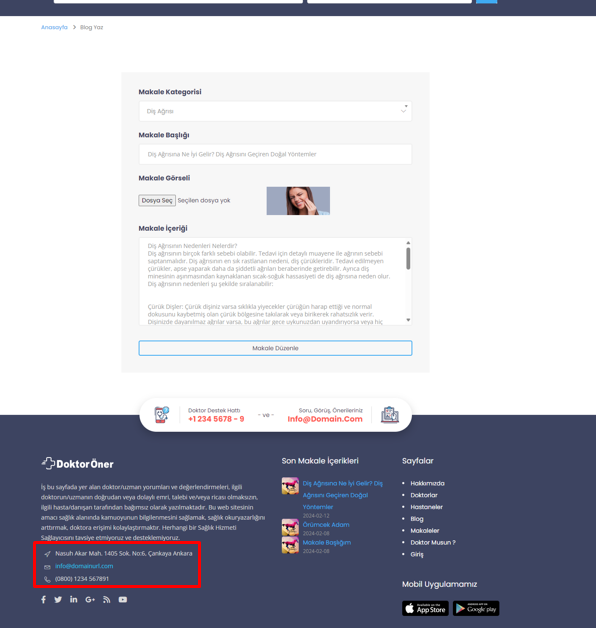 Anasayfa > Blog Yaz
Makale Kategorisi
Diş Ağrısı
Makale Başlığı
Diş Ağrısına Ne İyi Gelir? Diş Ağrısını Geçiren Doğal Yöntemler
Makale Görseli
Dosya Seç Seçilen dosya yok
Makale İçeriği
Diş Ağrısının Nedenleri Nelerdir?
Diş ağrısının birçok farklı sebebi olabilir. Tedavi için detaylı muayene ile ağrının sebebi
saptanmalıdır. Diş ağrısının en sık rastlanan nedeni, diş çürükleridir. Tedavi edilmeyen
çürükler, apse yaparak daha da şiddetli ağrıları beraberinde getirebilir. Ayrıca diş
minesinin aşınmasından kaynaklanan sıcak-soğuk hassasiyeti de diş ağrısına neden olur.
Diş ağrısının nedenleri şu şekilde sıralanabilir:
Çürük Dişler: Çürük dişiniz varsa sıklıkla yiyecekler çürüğün harap ettiği ve normal
dokusunu kaybetmiş olan çürük bölgesine takılarak veya birikerek rahatsızlık verir.
Dişinizde dayanılmaz ağrılar varsa, bu ağrılar gece uykunuzdan uyandırıyorsa veya hiç
Makale Düzenle
Doktor Destek Hattı
+1 234 5678 - 9
- ve -
Soru, Görüş, Önerileriniz
Info@Domain.Com
DoktorÖner
İş bu sayfada yer alan doktor/uzman yorumları ve değerlendirmeleri, ilgili
doktorun/uzmanın doğrudan veya dolaylı emri, talebi ve/veya ricası olmaksızın,
ilgili hasta/danışan tarafından bağımsız olarak yazılmaktadır. Bu web sitesinin
amacı sağlık alanında kamuoyunun bilgilenmesini sağlamak, sağlık okuryazarlığını
arttırmak, doktora erişimi kolaylaştırmaktır. Herhangi bir Sağlık Hizmeti
Sağlayıcısını tavsiye etmiyoruz ve desteklemiyoruz.
Nasuh Akar Mah. 1405 Sok. No:6, Çankaya Ankara
info@domainurl.com
(0800) 1234 567891
Son Makale İçerikleri
Diş Ağrısına Ne İyi Gelir? Diş
Ağrısını Geçiren Doğal
Yöntemler
2024-02-12
Örümcek Adam
2024-02-08
Makale Başlığım
2024-02-08
Sayfalar
Hakkımızda
Doktorlar
Hastaneler
Blog
Makaleler
Doktor Musun ?
Giriş
Mobil Uygulamamız
Available on the
App Store
GET IT ON
Google play